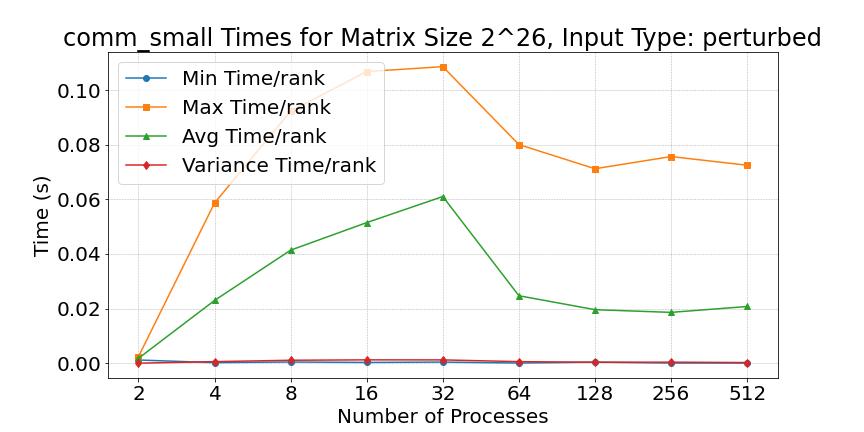 comm_small Times for Matrix Size 2^26, Input Type: perturbed
Min Time/rank
Max Time/rank
Avg Time/rank
Variance Time/rank
Time (s)
0.10
0.08
0.06
0.04
0.02
0.00
2 4 8 16 32 64 128 256 512
Number of Processes